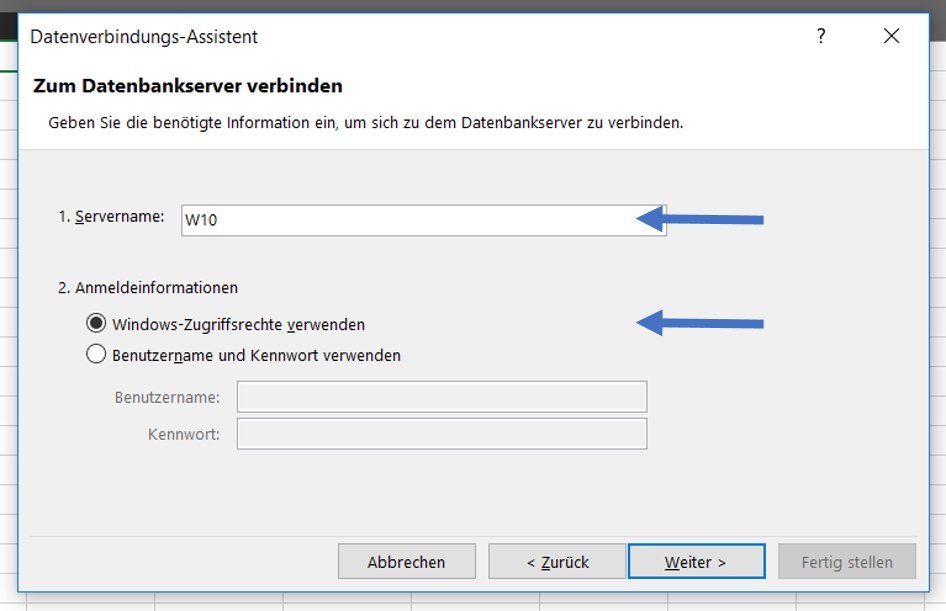 Datenverbindungs-Assistent
?
Zum Datenbankserver verbinden
Geben Sie die benötigte Information ein, um sich zu dem Datenbankserver zu verbinden.
1. Servername: W10
2. Anmeldeinformationen
Windows-Zugriffsrechte verwenden
Benutzername und Kennwort verwenden
Benutzername:
Kennwort:
Abbrechen < Zurück Weiter > Fertig stellen